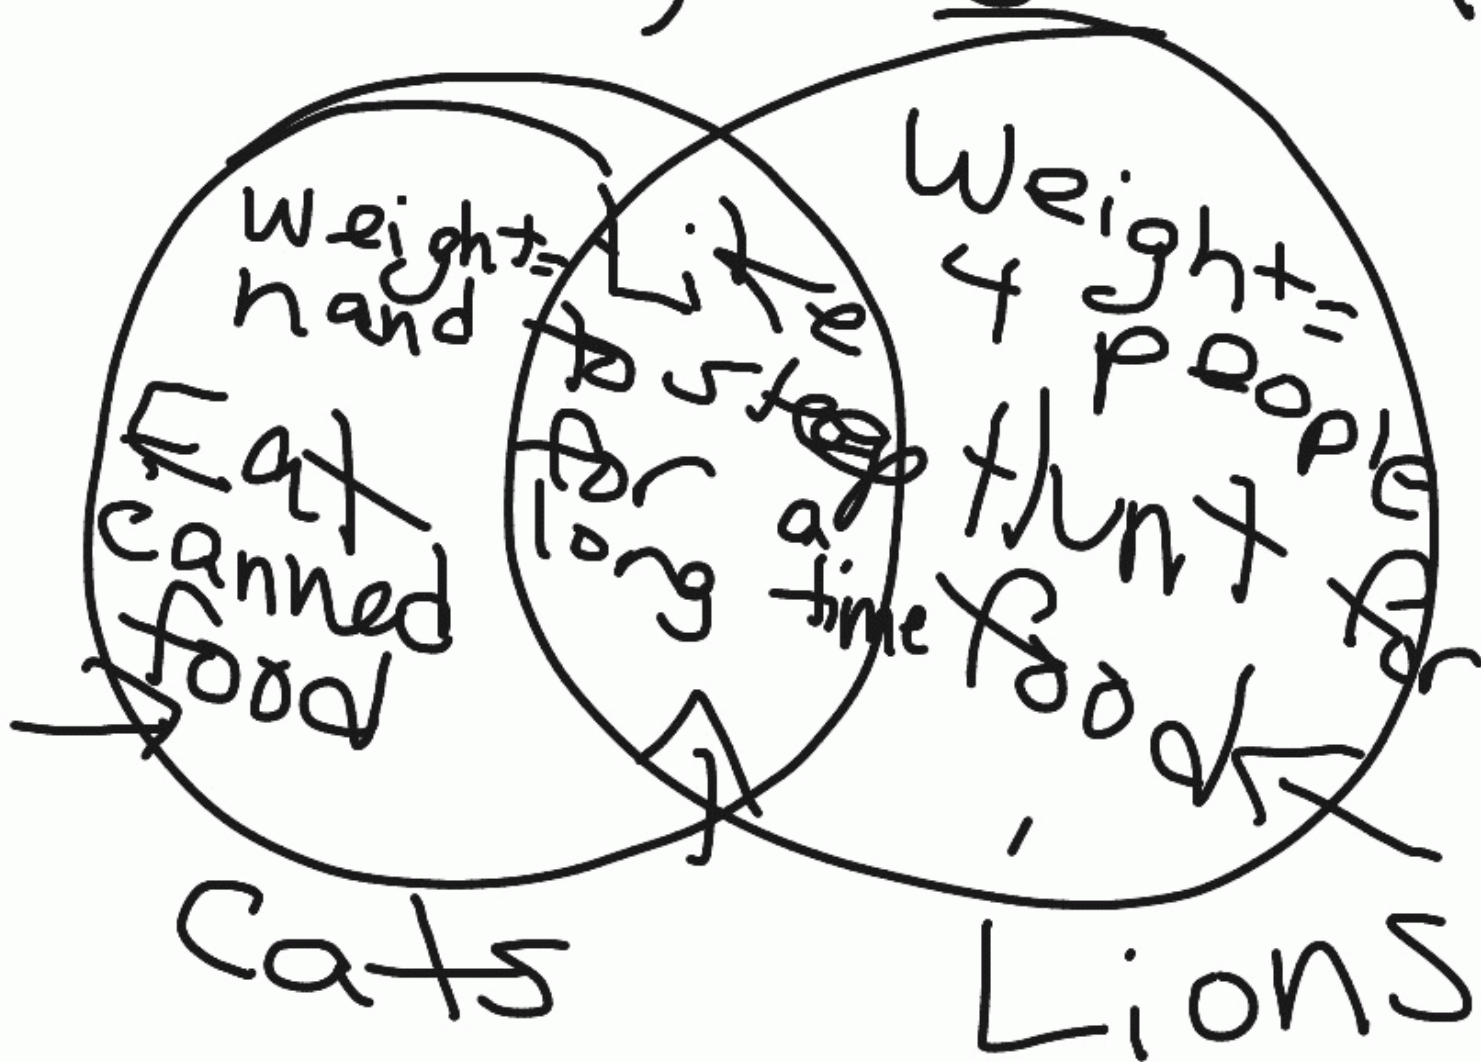 Weight=
hand
Eat
canned
food
Like
to sleep
for a
long time
Weight=
4 people
Hunt for
food
Cats
Lions